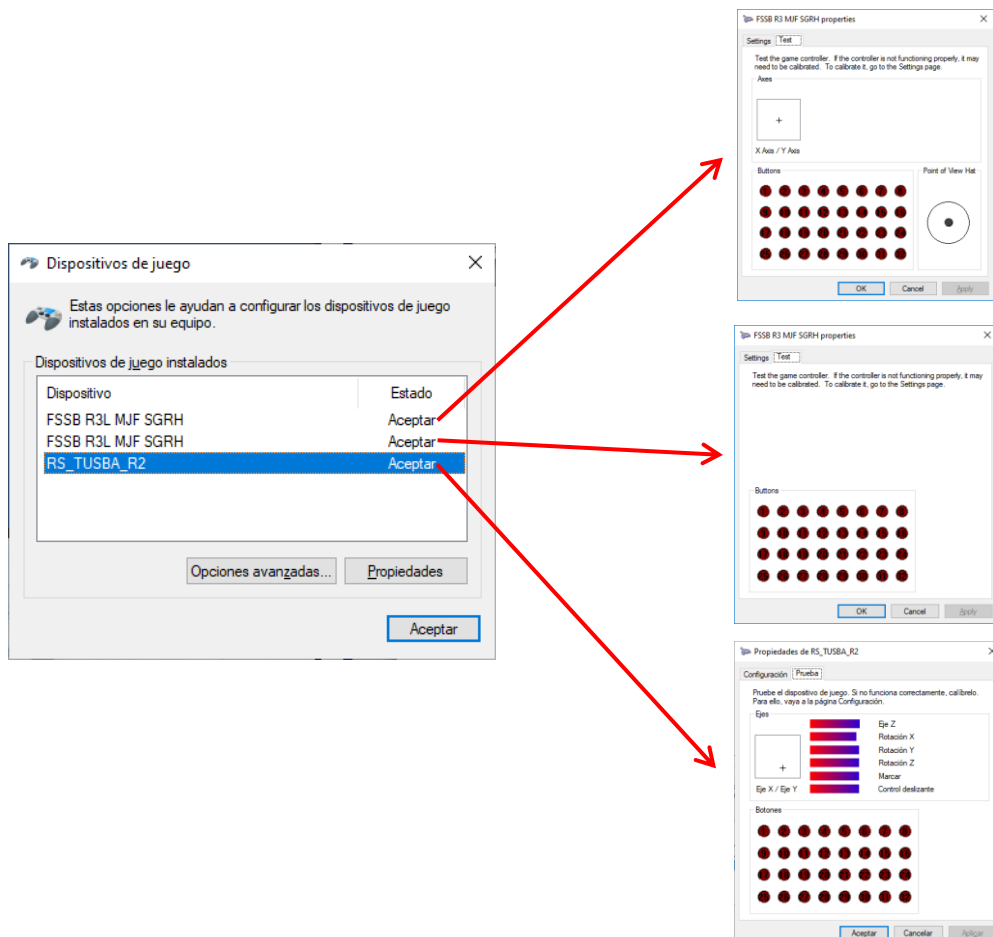 Dispositivos de juego
Estas opciones le ayudan a configurar los dispositivos de juego
instalados en su equipo.
Dispositivos de juego instalados
Dispositivo Estado
FSSB R3L MJF SGRH Aceptar
FSSB R3L MJF SGRH Aceptar
RS_TUSBA_R2 Aceptar
Opciones avanzadas... Propiedades
Aceptar
FSSB R3 MJF SGRH properties
Settings Test
Test the game controller. If the controller is not functioning properly, it may
need to be calibrated. To calibrate it, go to the Settings page.
Axes
X Axis / Y Axis
Buttons Point of View Hat
OK Cancel Apply
FSSB R3 MJF SGRH properties
Settings Test
Test the game controller. If the controller is not functioning properly, it may
need to be calibrated. To calibrate it, go to the Settings page.
Buttons
OK Cancel Apply
Propiedades de RS_TUSBA_R2
Configuración Prueba
Pruebe el dispositivo de juego. Si no funciona correctamente, calíbrelo.
Para ello, vaya a la página Configuración.
Ejes
Eje Z
Rotación X
Rotación Y
Rotación Z
Marcar
Eje X / Eje Y Control deslizante
Botones
Aceptar Cancelar Aplicar